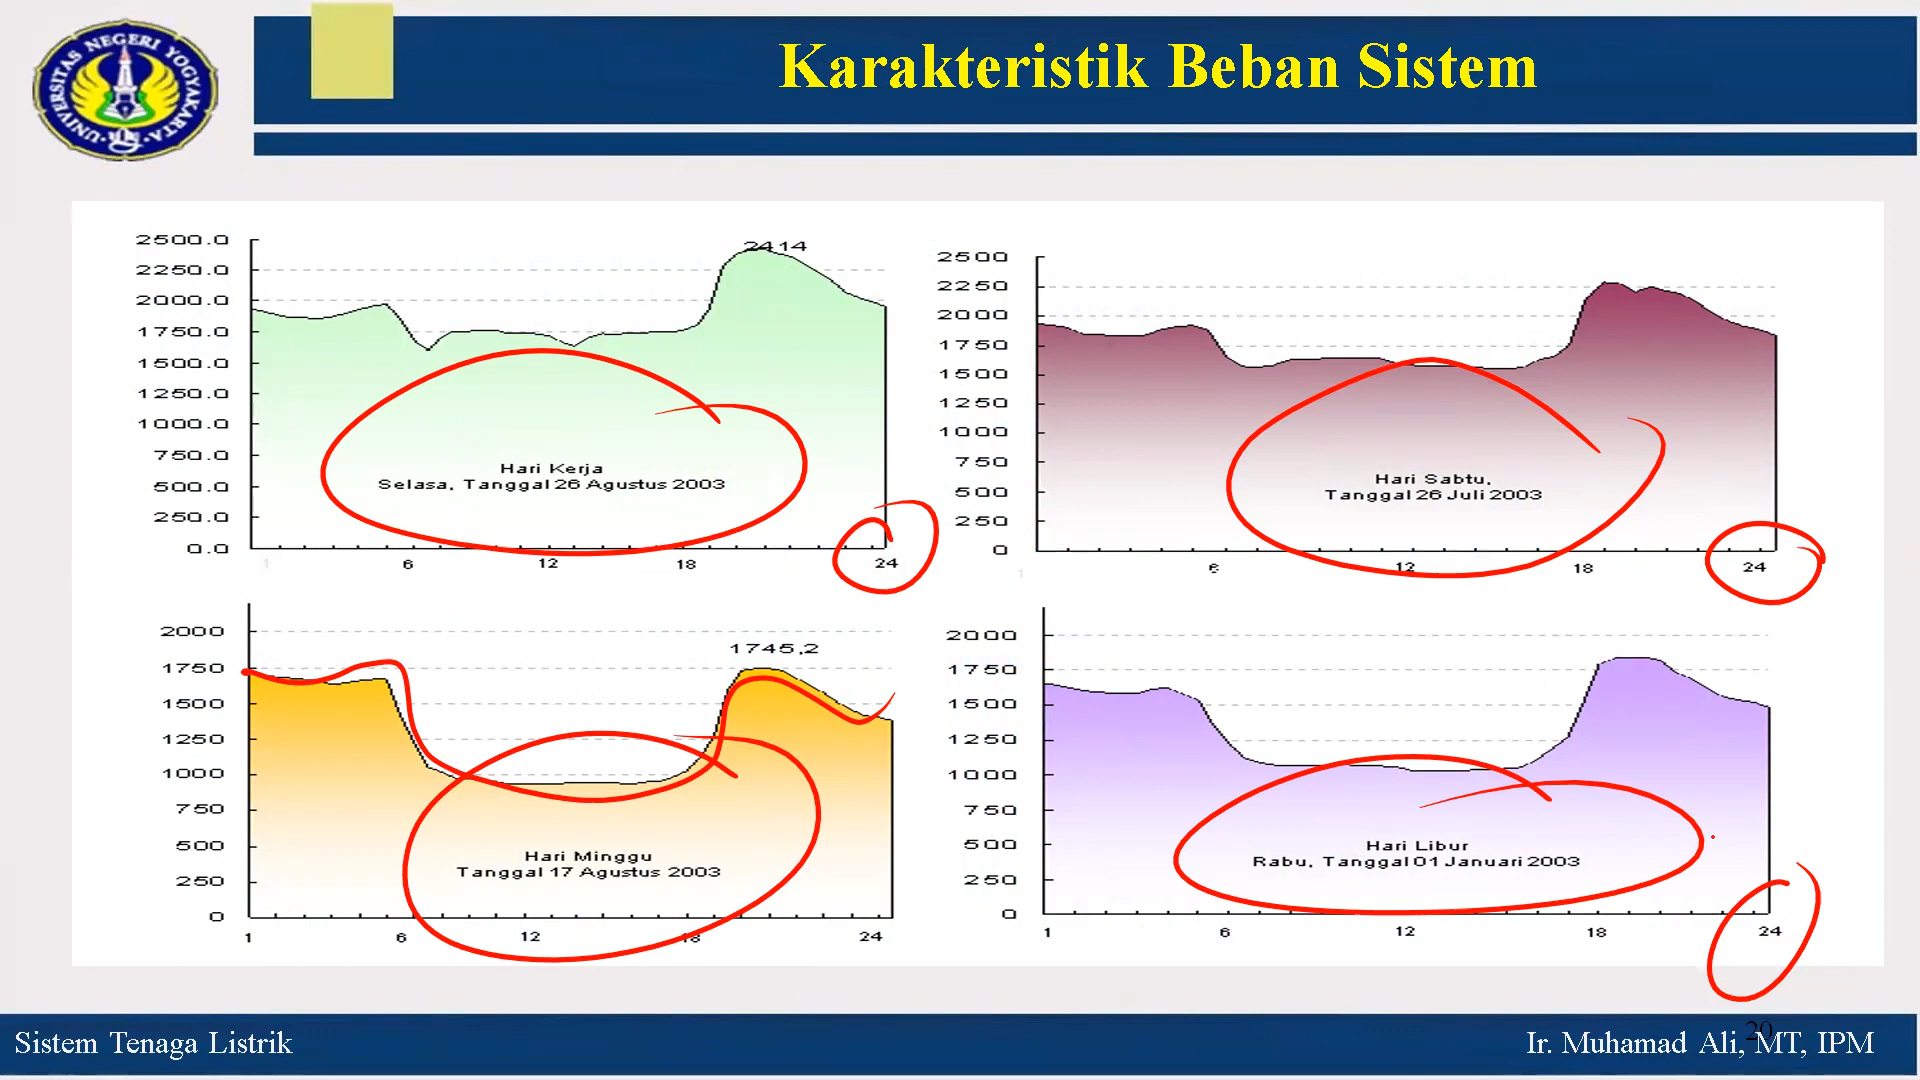 UNIVERSITAS NEGERI YOGYAKARTA
Karakteristik Beban Sistem
2500.0
2250.0
2000.0
1750.0
1500.0
1250.0
1000.0
750.0
500.0
250.0
0.0
2414
Hari Kerja
Selasa, Tanggal 26 Agustus 2003
1 6 12 18 24
2500
2250
2000
1750
1500
1250
1000
750
500
250
0
Hari Sabtu,
Tanggal 26 Juli 2003
1 6 12 18 24
2000
1750
1500
1250
1000
750
500
250
0
1745,2
Hari Minggu
Tanggal 17 Agustus 2003
1 6 12 18 24
2000
1750
1500
1250
1000
750
500
250
0
Hari Libur
Rabu, Tanggal 01 Januari 2003
1 6 12 18 24
Sistem Tenaga Listrik
20
Ir. Muhamad Ali, MT, IPM